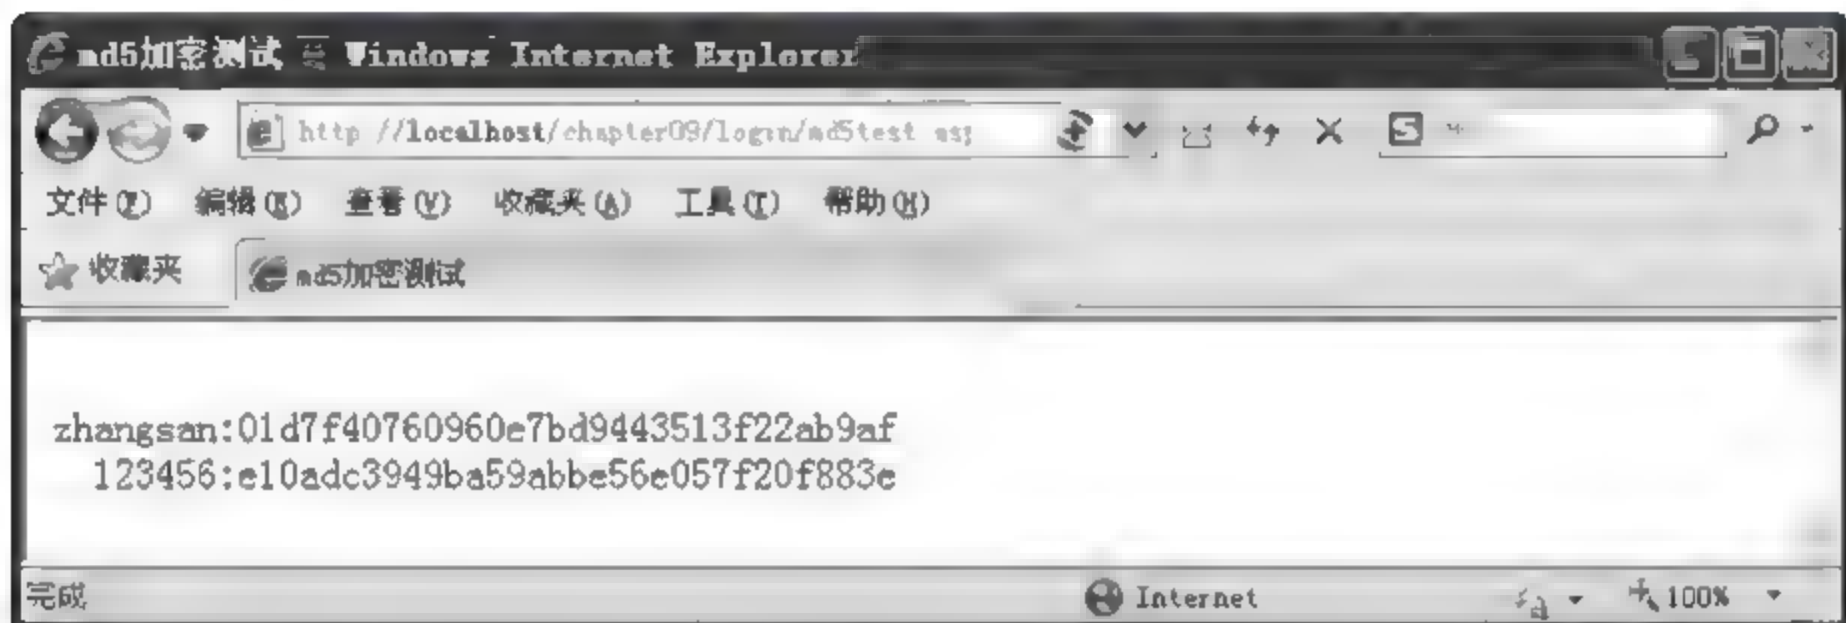 md5加密测试 Windows Internet Explorer
http //localhost/chapter09/login/md5test asp
文件(F) 编辑(E) 查看(V) 收藏夹(A) 工具(T) 帮助(H)
收藏夹 md5加密测试
zhangsan:01d7f40760960e7bd9443513f22ab9af
123456:e10adc3949ba59abbe56e057f20f883e
完成 Internet 100%